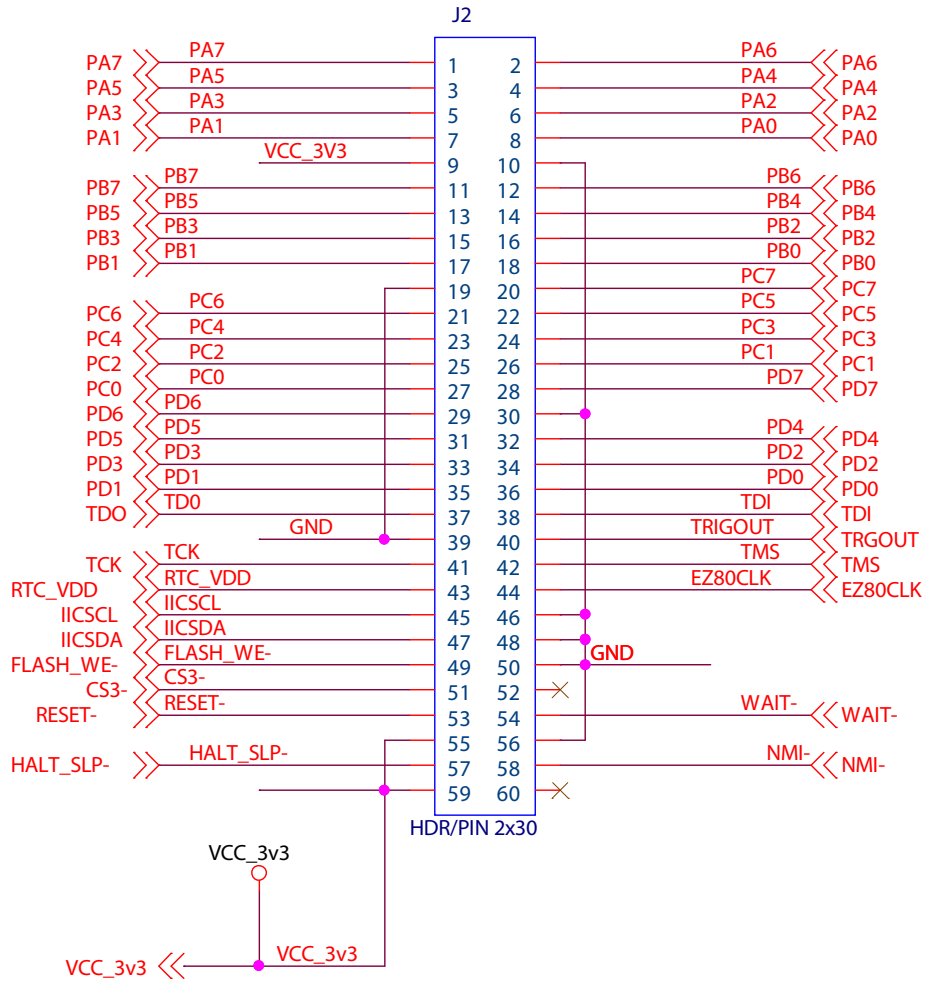 J2
PA7 PA7 1 2 PA6 PA6
PA5 PA5 3 4 PA4 PA4
PA3 PA3 5 6 PA2 PA2
PA1 PA1 7 8 PA0 PA0
VCC_3V3 9 10
PB7 PB7 11 12 PB6 PB6
PB5 PB5 13 14 PB4 PB4
PB3 PB3 15 16 PB2 PB2
PB1 PB1 17 18 PB0 PB0
19 20 PC7 PC7
PC6 PC6 21 22 PC5 PC5
PC4 PC4 23 24 PC3 PC3
PC2 PC2 25 26 PC1 PC1
PC0 PC0 27 28 PD7 PD7
PD6 PD6 29 30
PD5 PD5 31 32 PD4 PD4
PD3 PD3 33 34 PD2 PD2
PD1 PD1 35 36 PD0 PD0
TDO TD0 37 38 TDI TDI
GND 39 40 TRIGOUT TRGOUT
TCK TCK 41 42 TMS TMS
RTC_VDD RTC_VDD 43 44 EZ80CLK EZ80CLK
IICSCL IICSCL 45 46
IICSDA IICSDA 47 48
FLASH_WE- FLASH_WE- 49 50 GND
CS3- CS3- 51 52
RESET- RESET- 53 54 WAIT- WAIT-
55 56
HALT_SLP- HALT_SLP- 57 58 NMI- NMI-
59 60
HDR/PIN 2x30
VCC_3v3
VCC_3v3 VCC_3v3